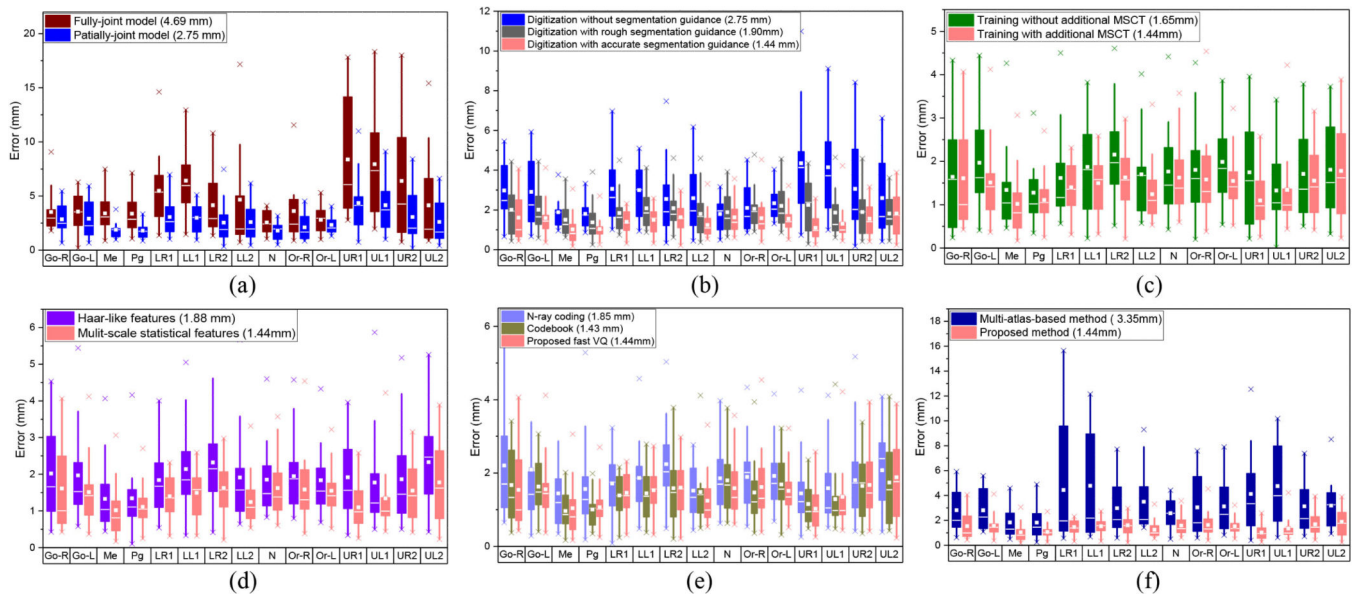 Fully-joint model (4.69 mm)
Patially-joint model (2.75 mm)
Error (mm)
20
15
10
5
0
Go-R Go-L Me Pg LR1 LL1 LR2 LL2 N Or-R Or-L UR1 UL1 UR2 UL2
(a)
Digitization without segmentation guidance (2.75 mm)
Digitization with rough segmentation guidance (1.90mm)
Digitization with accurate segmentation guidance (1.44 mm)
Error (mm)
12
10
8
6
4
2
0
Go-R Go-L Me Pg LR1 LL1 LR2 LL2 N Or-R Or-L UR1 UL1 UR2 UL2
(b)
Training without additional MSCT (1.65mm)
Training with additional MSCT(1.44mm)
Error (mm)
5
4
3
2
1
0
Go-R Go-L Me Pg LR1 LL1 LR2 LL2 N Or-R Or-L UR1 UL1 UR2 UL2
(c)
Haar-like features (1.88 mm)
Mulit-scale statistical features (1.44mm)
Error (mm)
6
5
4
3
2
1
0
Go-R Go-L Me Pg LR1 LL1 LR2 LL2 N Or-R Or-L UR1 UL1 UR2 UL2
(d)
N-ray coding (1.85 mm)
Codebook (1.43 mm)
Proposed fast VQ (1.44mm)
Error (mm)
6
4
2
0
Go-R Go-L Me Pg LR1 LL1 LR2 LL2 N Or-R Or-L UR1 UL1 UR2 UL2
(e)
Multi-atlas-based method ( 3.35mm)
Proposed method (1.44mm)
Error (mm)
18
16
14
12
10
8
6
4
2
0
Go-R Go-L Me Pg LR1 LL1 LR2 LL2 N Or-R Or-L UR1 UL1 UR2 UL2
(f)